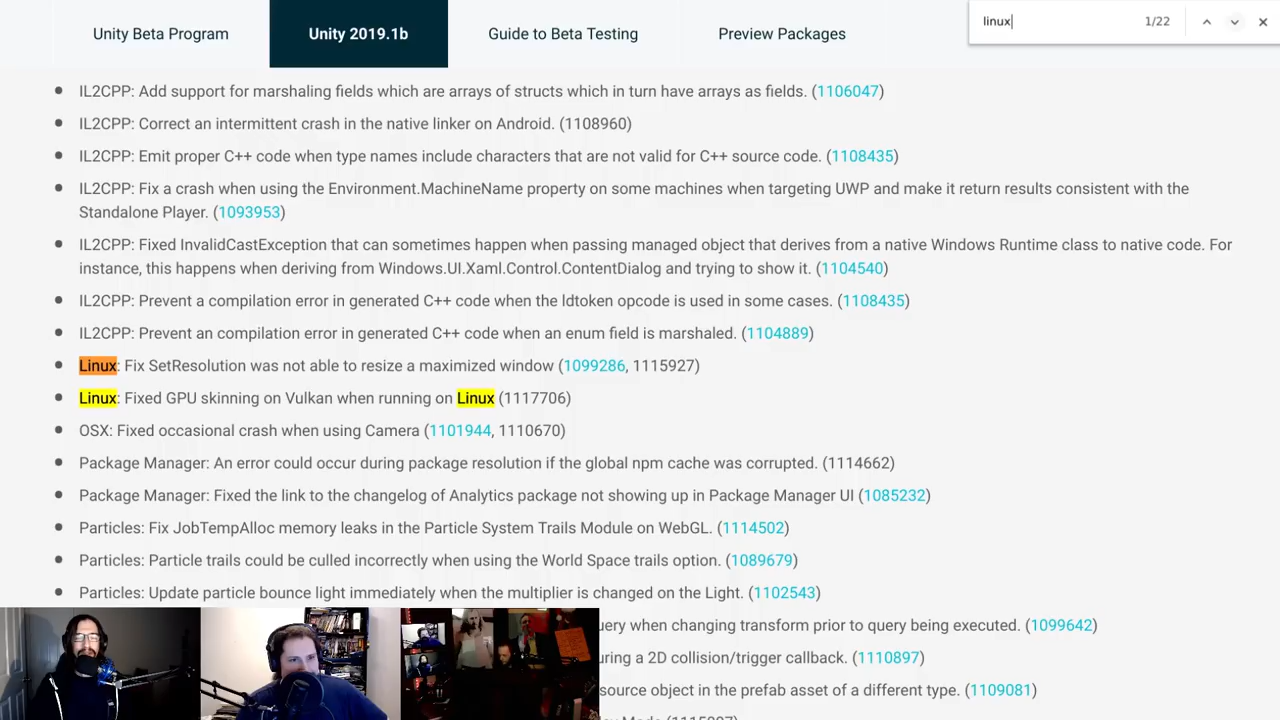 Unity Beta Program
Unity 2019.1b
Guide to Beta Testing
Preview Packages
linux
1/22
IL2CPP: Add support for marshaling fields which are arrays of structs which in turn have arrays as fields. (1106047)
IL2CPP: Correct an intermittent crash in the native linker on Android. (1108960)
IL2CPP: Emit proper C++ code when type names include characters that are not valid for C++ source code. (1108435)
IL2CPP: Fix a crash when using the Environment.MachineName property on some machines when targeting UWP and make it return results consistent with the
Standalone Player. (1093953)
IL2CPP: Fixed InvalidCastException that can sometimes happen when passing managed object that derives from a native Windows Runtime class to native code. For
instance, this happens when deriving from Windows.UI.Xaml.Control.ContentDialog and trying to show it. (1104540)
IL2CPP: Prevent a compilation error in generated C++ code when the ldtoken opcode is used in some cases. (1108435)
IL2CPP: Prevent an compilation error in generated C++ code when an enum field is marshaled. (1104889)
Linux: Fix SetResolution was not able to resize a maximized window (1099286, 1115927)
Linux: Fixed GPU skinning on Vulkan when running on Linux (1117706)
OSX: Fixed occasional crash when using Camera (1101944, 1110670)
Package Manager: An error could occur during package resolution if the global npm cache was corrupted. (1114662)
Package Manager: Fixed the link to the changelog of Analytics package not showing up in Package Manager UI (1085232)
Particles: Fix JobTempAlloc memory leaks in the Particle System Trails Module on WebGL. (1114502)
Particles: Particle trails could be culled incorrectly when using the World Space trails option. (1089679)
Particles: Update particle bounce light immediately when the multiplier is changed on the Light. (1102543)
when changing transform prior to query being executed. (1099642)
a 2D collision/trigger callback. (1110897)
object in the prefab asset of a different type. (1109081)